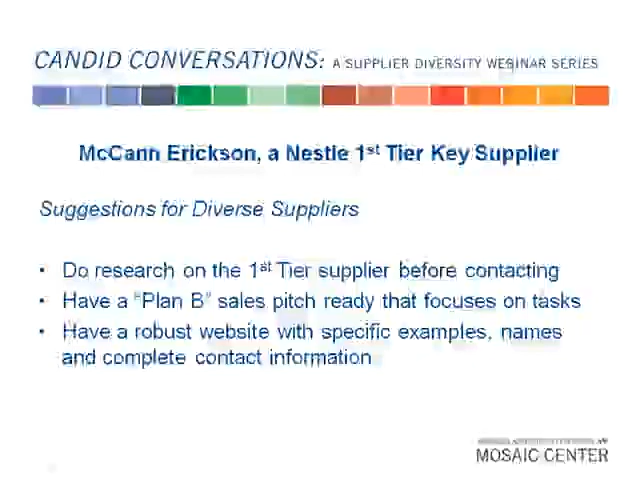 CANDID CONVERSATIONS: A SUPPLIER DIVERSITY WEBINAR SERIES
McCann Erickson, a Nestle 1st Tier Key Supplier
Suggestions for Diverse Suppliers
• Do research on the 1st Tier supplier before contacting
• Have a "Plan B" sales pitch ready that focuses on tasks
• Have a robust website with specific examples, names
and complete contact information
MOSAIC CENTER